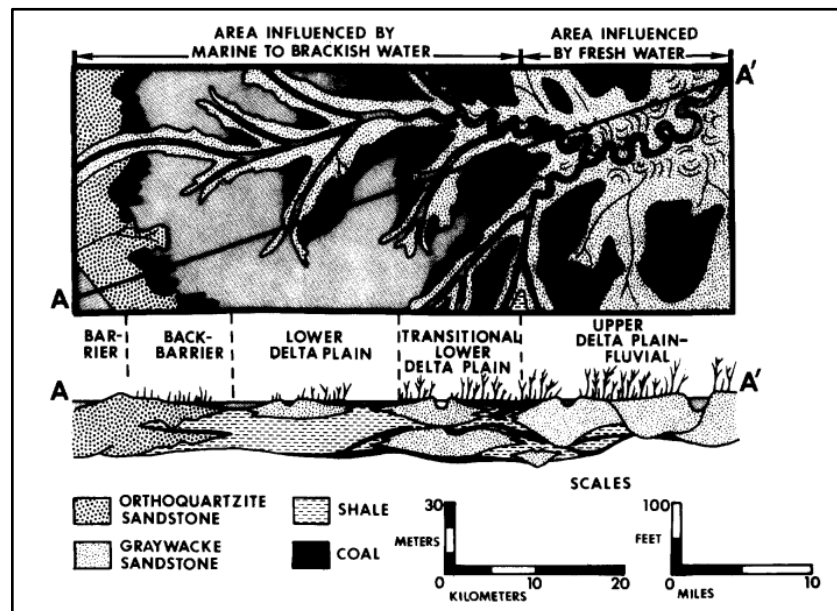 AREA INFLUENCED BY
MARINE TO BRACKISH WATER
AREA INFLUENCED
BY FRESH WATER
A
A'
BAR-
RIER
BACK-
BARRIER
LOWER
DELTA PLAIN
TRANSITIONAL
LOWER
DELTA PLAIN
UPPER
DELTA PLAIN-
FLUVIAL
A
A'
ORTHOQUARTZITE
SANDSTONE
SHALE
GRAYWACKE
SANDSTONE
COAL
SCALES
30
METERS
0
0 10 20
KILOMETERS
100
FEET
0
0 10
MILES